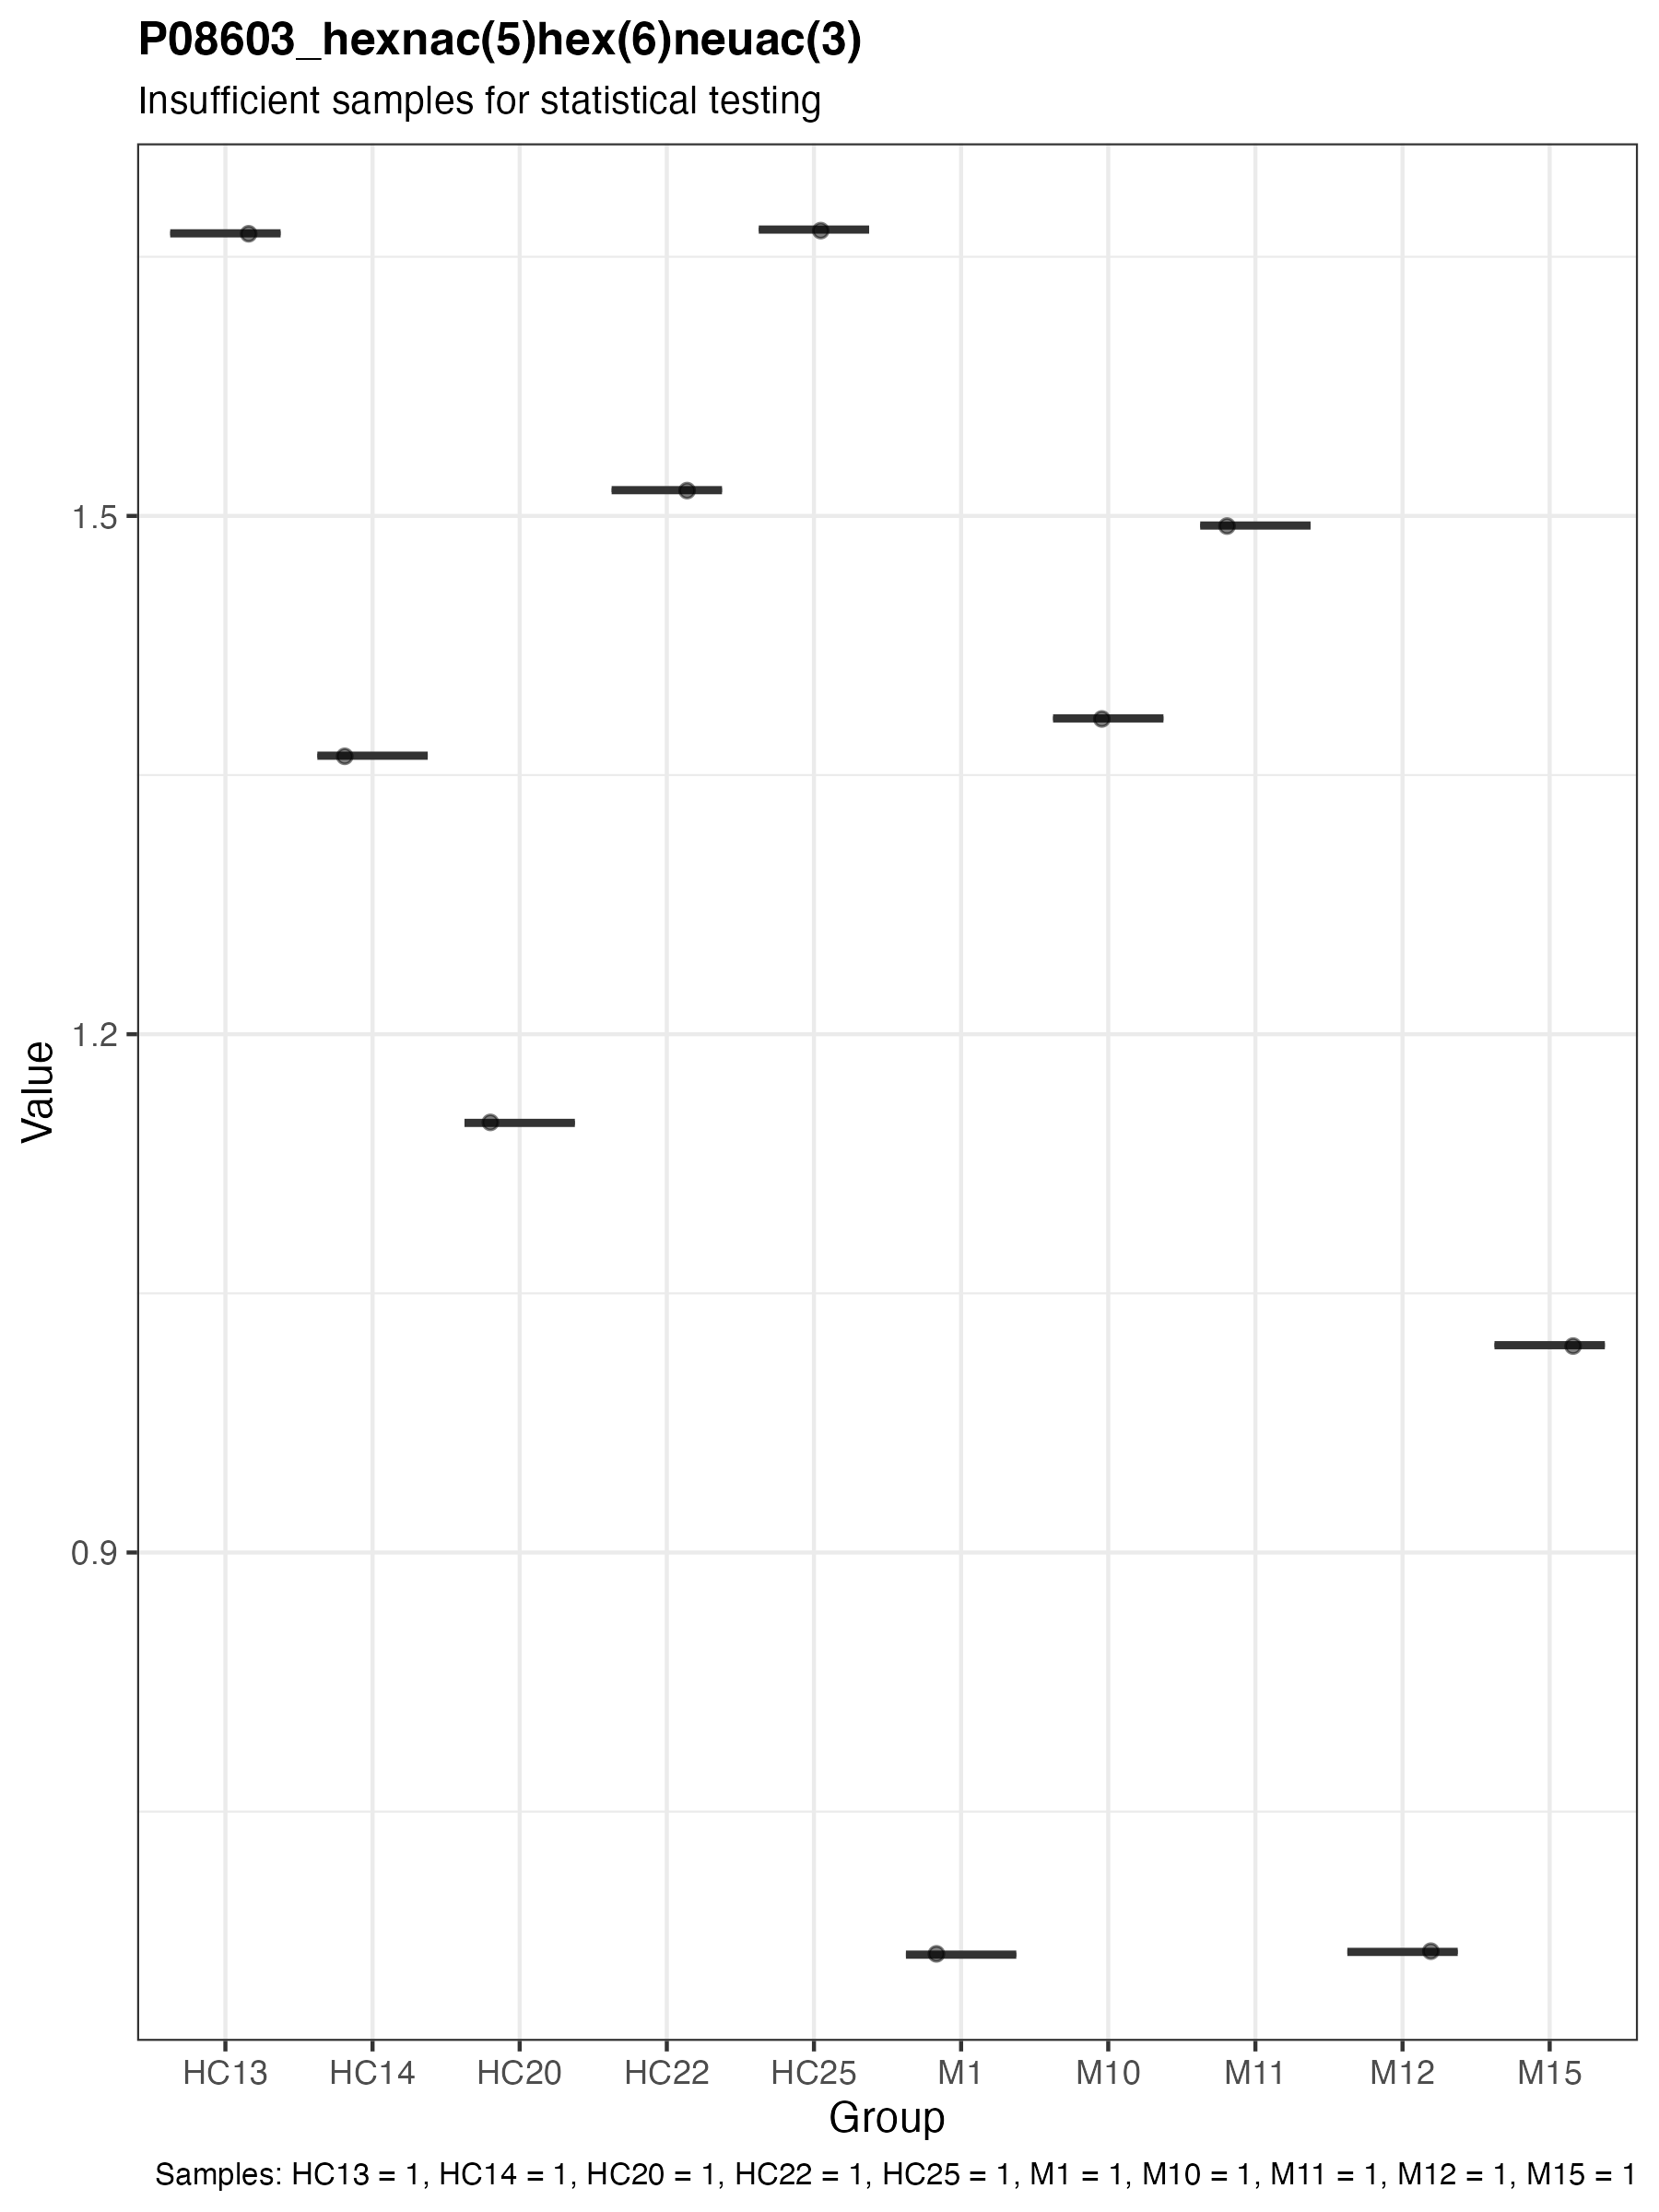 P08603_hexnac(5)hex(6)neuac(3)
Insufficient samples for statistical testing
1.5
1.2
0.9
Value
HC13 HC14 HC20 HC22 HC25 M1 M10 M11 M12 M15
Group
Samples: HC13 = 1, HC14 = 1, HC20 = 1, HC22 = 1, HC25 = 1, M1 = 1, M10 = 1, M11 = 1, M12 = 1, M15 = 1